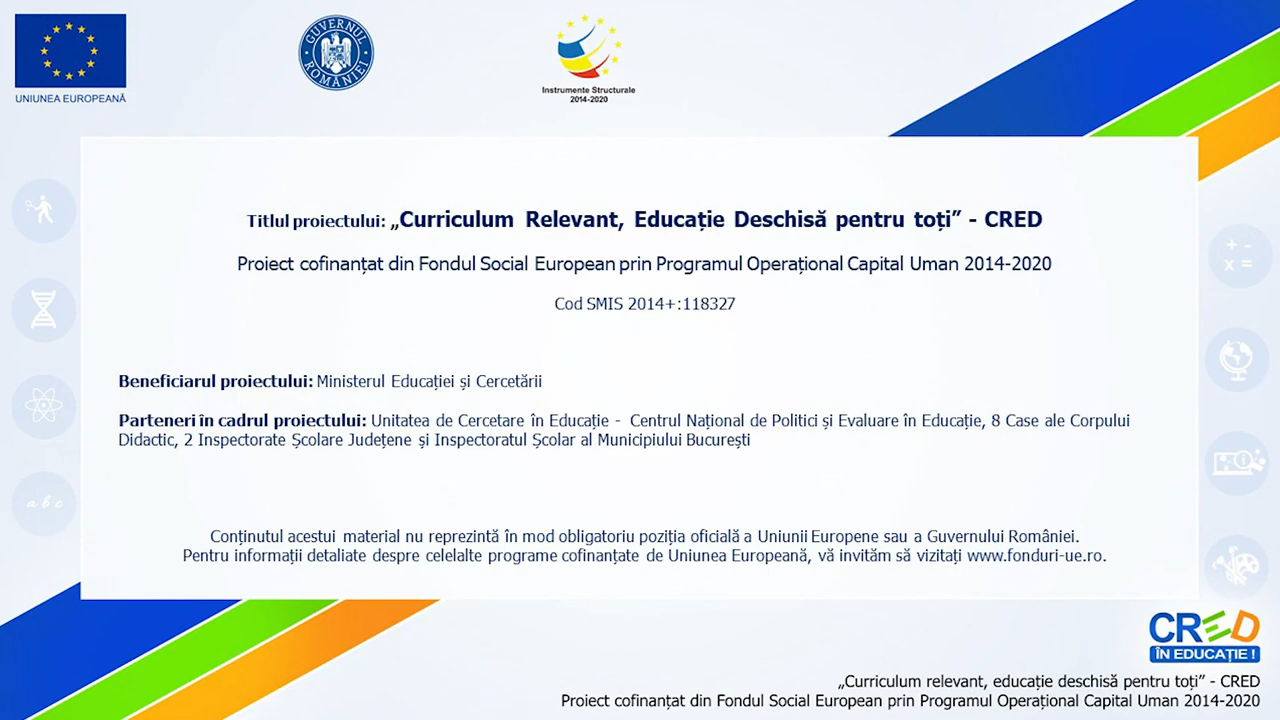 UNIUNEA EUROPEANĂ
GUVERNUL ROMÂNIEI
Instrumente Structurale
2014-2020
Titlul proiectului: „Curriculum Relevant, Educație Deschisă pentru toți” - CRED
Proiect cofinanțat din Fondul Social European prin Programul Operațional Capital Uman 2014-2020
Cod SMIS 2014+:118327
Beneficiarul proiectului: Ministerul Educației și Cercetării
Parteneri în cadrul proiectului: Unitatea de Cercetare în Educație - Centrul Național de Politici și Evaluare în Educație, 8 Case ale Corpului
Didactic, 2 Inspectorate Școlare Județene și Inspectoratul Școlar al Municipiului București
Conținutul acestui material nu reprezintă în mod obligatoriu poziția oficială a Uniunii Europene sau a Guvernului României.
Pentru informații detaliate despre celelalte programe cofinanțate de Uniunea Europeană, vă invităm să vizitați www.fonduri-ue.ro.
+ -
x =
a b c
CRED
ÎN EDUCAȚIE !
„Curriculum relevant, educație deschisă pentru toți” - CRED
Proiect cofinanțat din Fondul Social European prin Programul Operațional Capital Uman 2014-2020